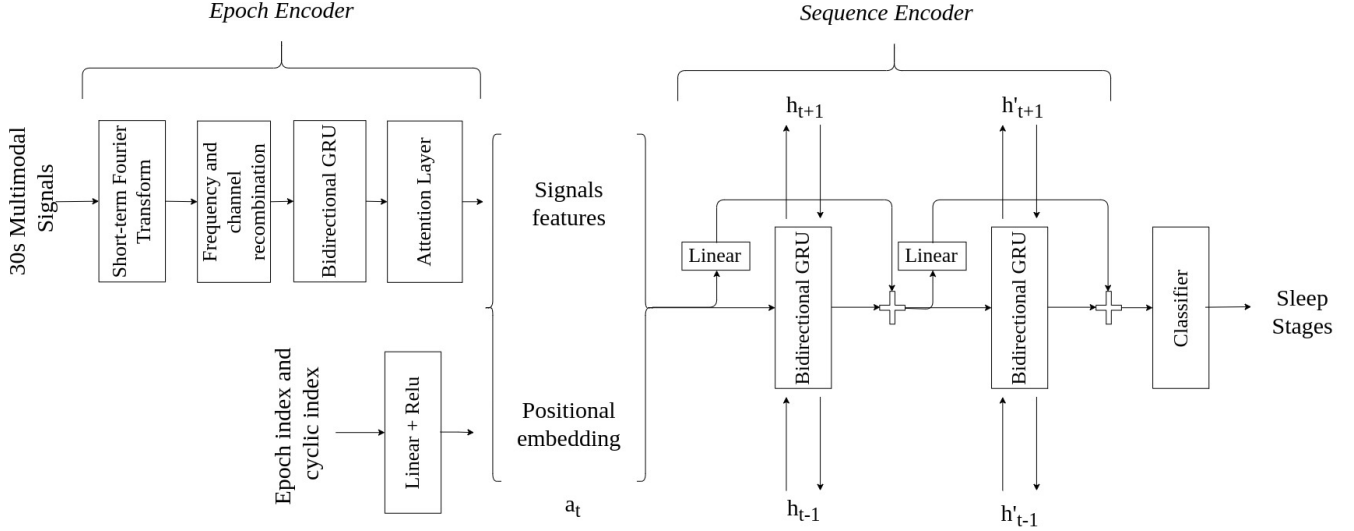 Epoch Encoder
Sequence Encoder
30s Multimodal
Signals
Short-term Fourier
Transform
Frequency and
channel
recombination
Bidirectional GRU
Attention Layer
Signals
features
Epoch index and
cyclic index
Linear + Relu
Positional
embedding
a_t
Linear
h_{t+1}
Bidirectional GRU
h_{t-1}
Linear
h'_{t+1}
Bidirectional GRU
h'_{t-1}
Classifier
Sleep
Stages